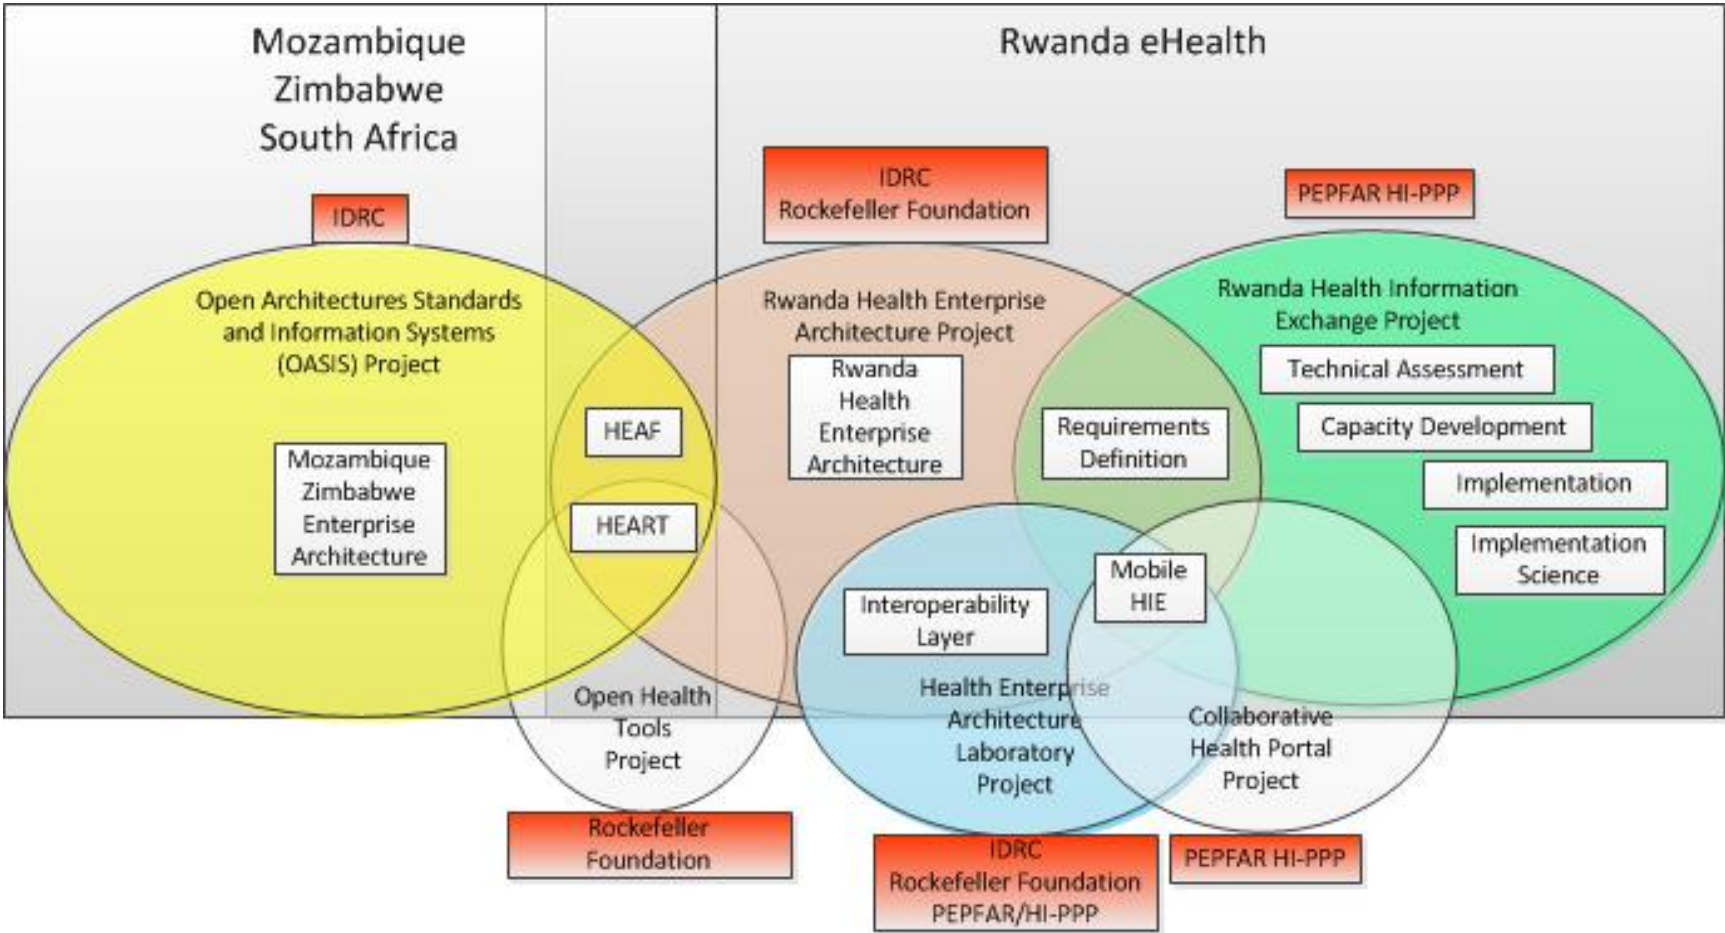 Mozambique
Zimbabwe
South Africa
Rwanda eHealth
IDRC
IDRC
Rockefeller Foundation
PEPFAR HI-PPP
Open Architectures Standards
and Information Systems
(OASIS) Project
Mozambique
Zimbabwe
Enterprise
Architecture
HEAF
HEART
Rwanda Health Enterprise
Architecture Project
Rwanda
Health
Enterprise
Architecture
Requirements
Definition
Rwanda Health Information
Exchange Project
Technical Assessment
Capacity Development
Implementation
Implementation
Science
Mobile
HIE
Interoperability
Layer
Open Health
Tools
Project
Health Enterprise
Architecture
Laboratory
Project
Collaborative
Health Portal
Project
Rockefeller
Foundation
IDRC
Rockefeller Foundation
PEPFAR/HI-PPP
PEPFAR HI-PPP